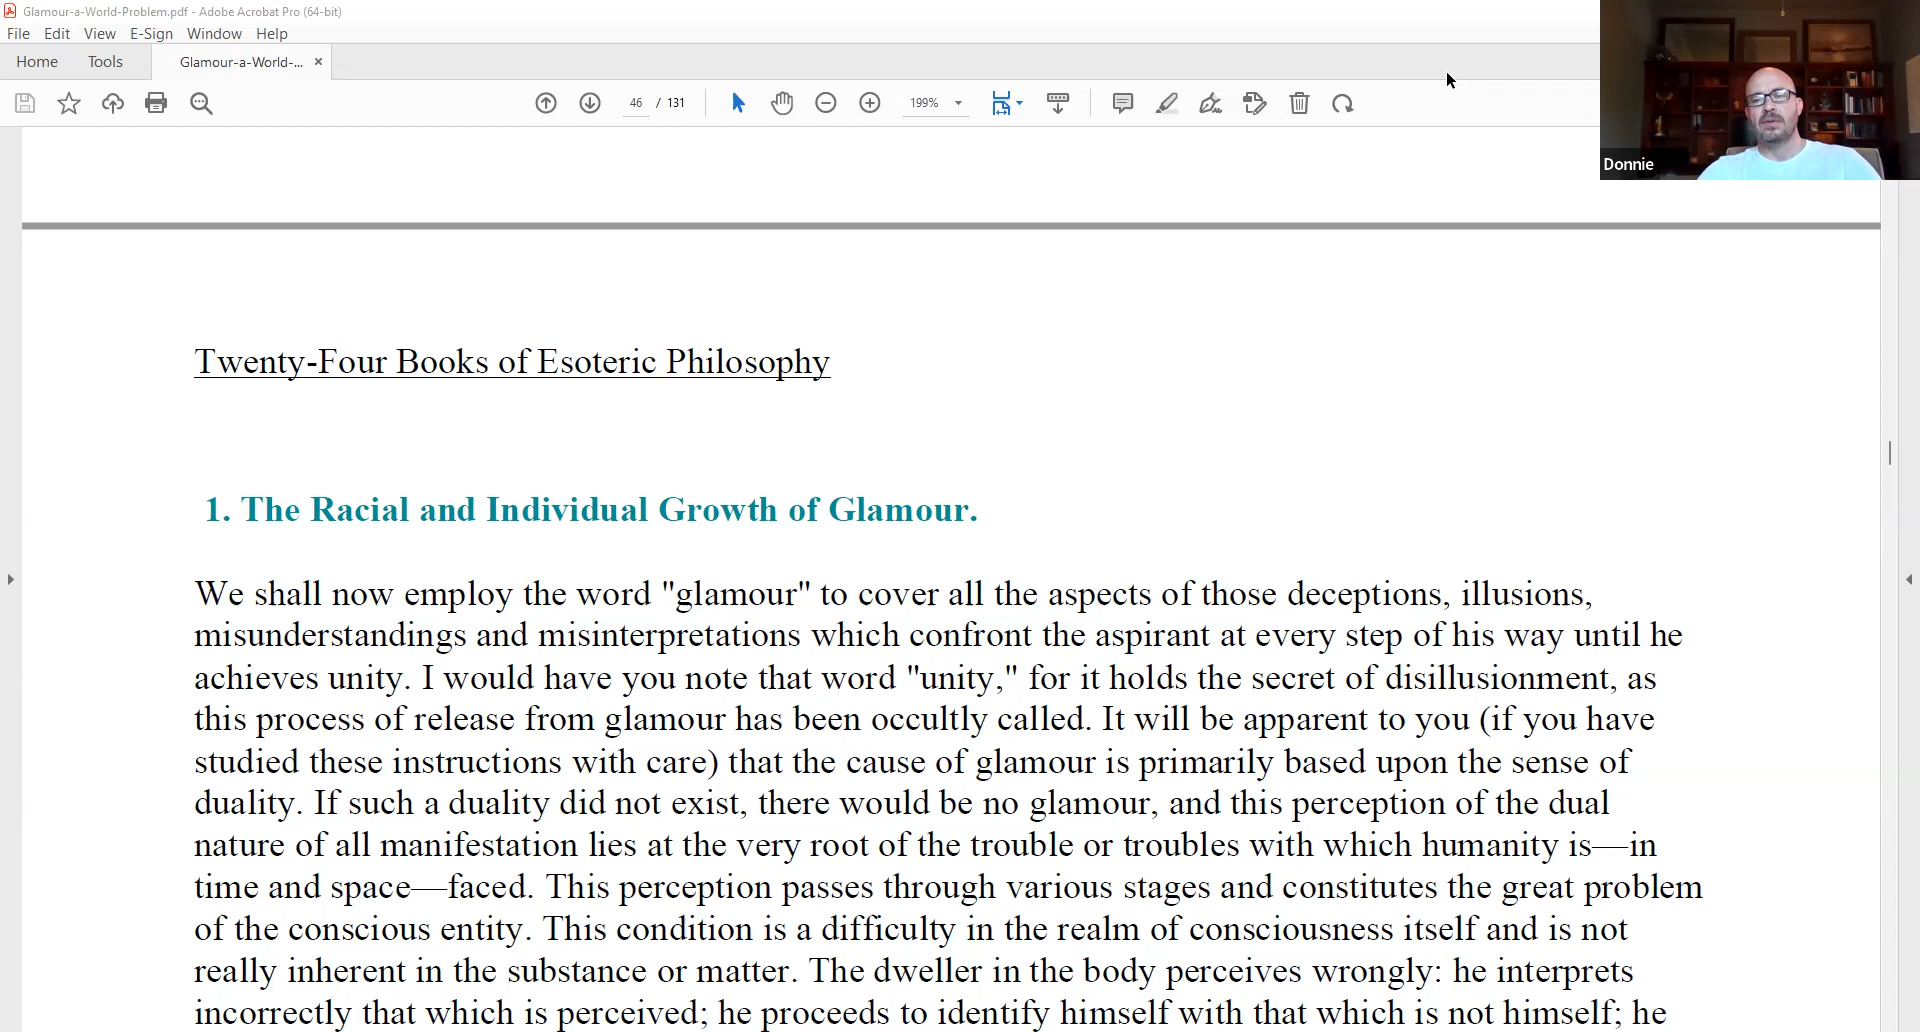 Glamour-a-World-Problem.pdf - Adobe Acrobat Pro (64-bit)
File Edit View E-Sign Window Help
Home Tools Glamour-a-World-... ×
46 / 131 199%
Donnie
Twenty-Four Books of Esoteric Philosophy
1. The Racial and Individual Growth of Glamour.
We shall now employ the word "glamour" to cover all the aspects of those deceptions, illusions,
misunderstandings and misinterpretations which confront the aspirant at every step of his way until he
achieves unity. I would have you note that word "unity," for it holds the secret of disillusionment, as
this process of release from glamour has been occultly called. It will be apparent to you (if you have
studied these instructions with care) that the cause of glamour is primarily based upon the sense of
duality. If such a duality did not exist, there would be no glamour, and this perception of the dual
nature of all manifestation lies at the very root of the trouble or troubles with which humanity is—in
time and space—faced. This perception passes through various stages and constitutes the great problem
of the conscious entity. This condition is a difficulty in the realm of consciousness itself and is not
really inherent in the substance or matter. The dweller in the body perceives wrongly: he interprets
incorrectly that which is perceived; he proceeds to identify himself with that which is not himself; he